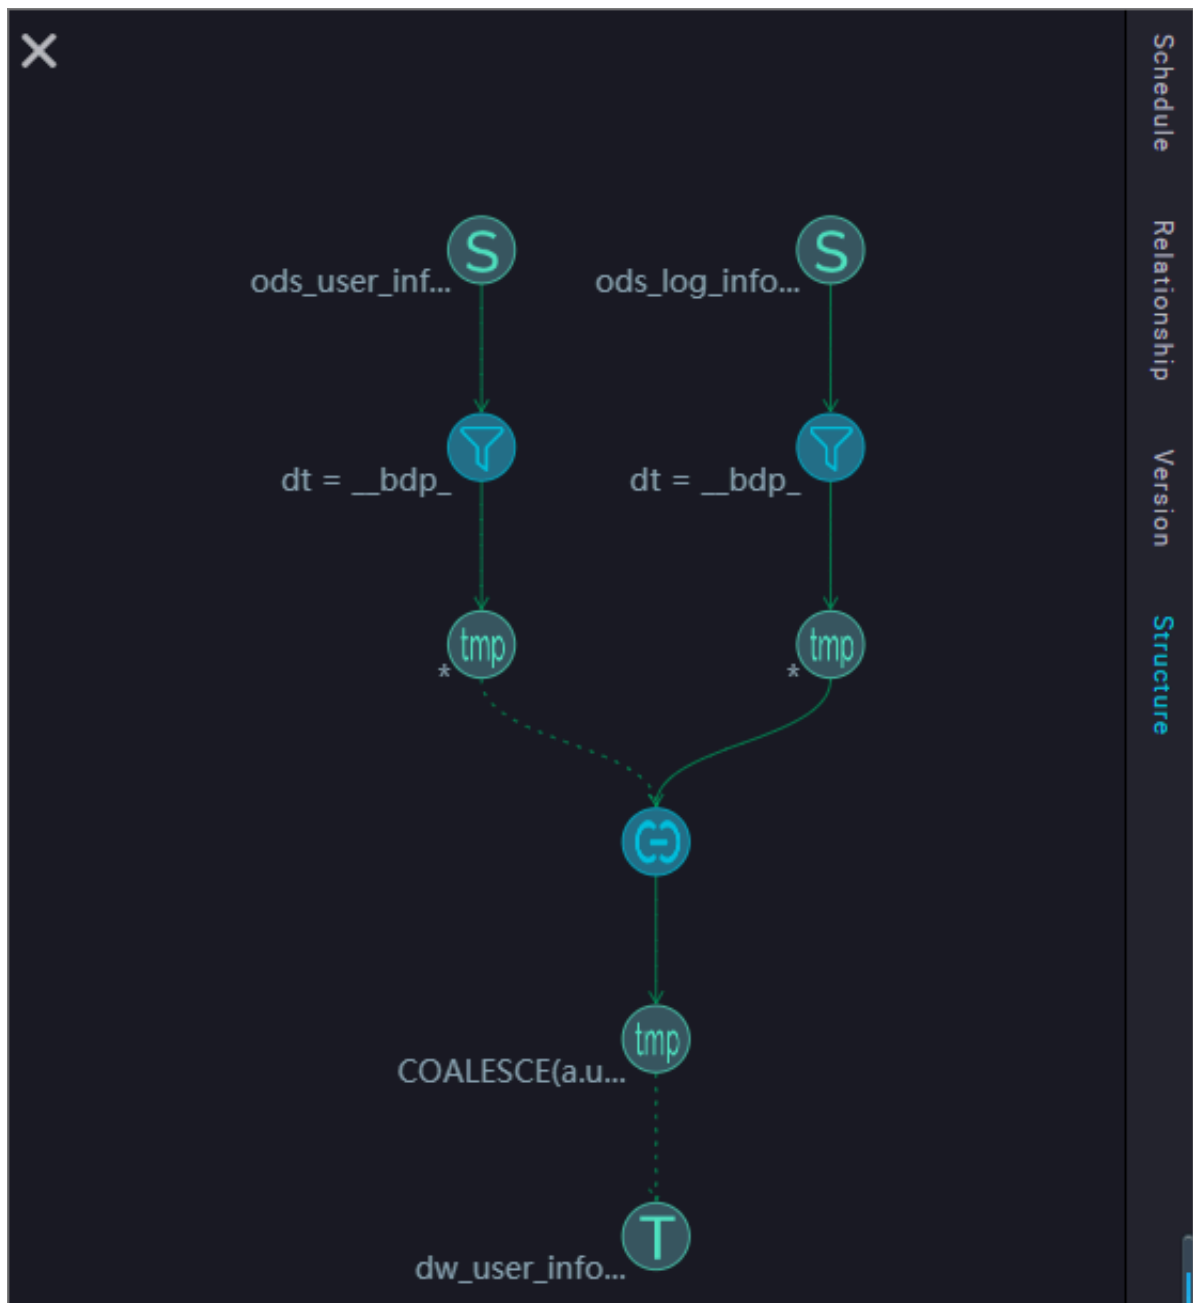 Schedule
Relationship
Version
Structure
S
ods_user_inf...
S
ods_log_info...
dt = __bdp_
dt = __bdp_
tmp
*
tmp
*
tmp
COALESCE(a.u...
T
dw_user_info...